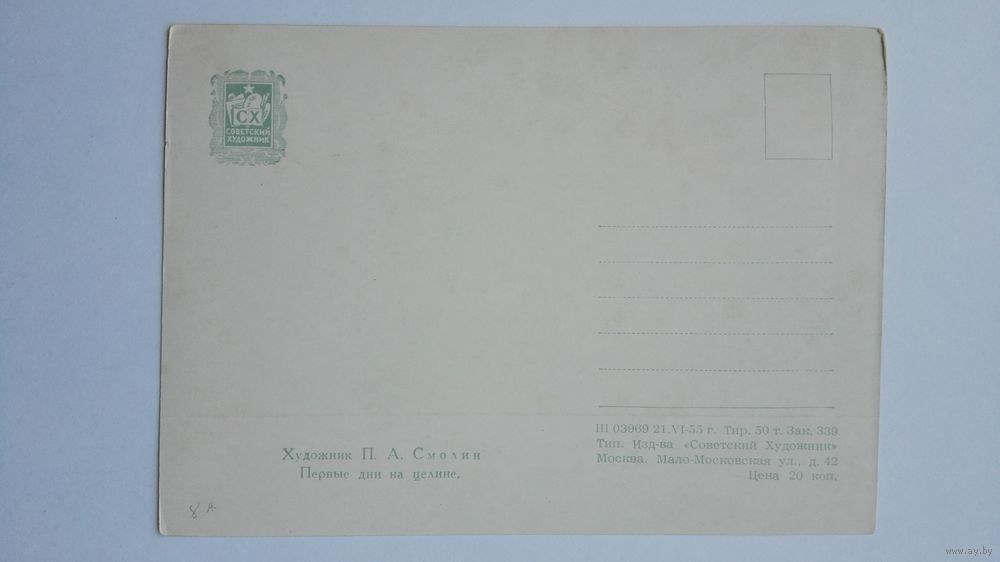 СХ
СОВЕТСКИЙ
ХУДОЖНИК
Художник П. А. Смолин
Первые дни на целине.
Ш 03969 21.VI-55 г. Тир. 50 т. Зак. 339
Тип. Изд-ва «Советский Художник»
Москва. Мало-Московская ул., д. 42
Цена 20 коп.
8 А
www.ay.by